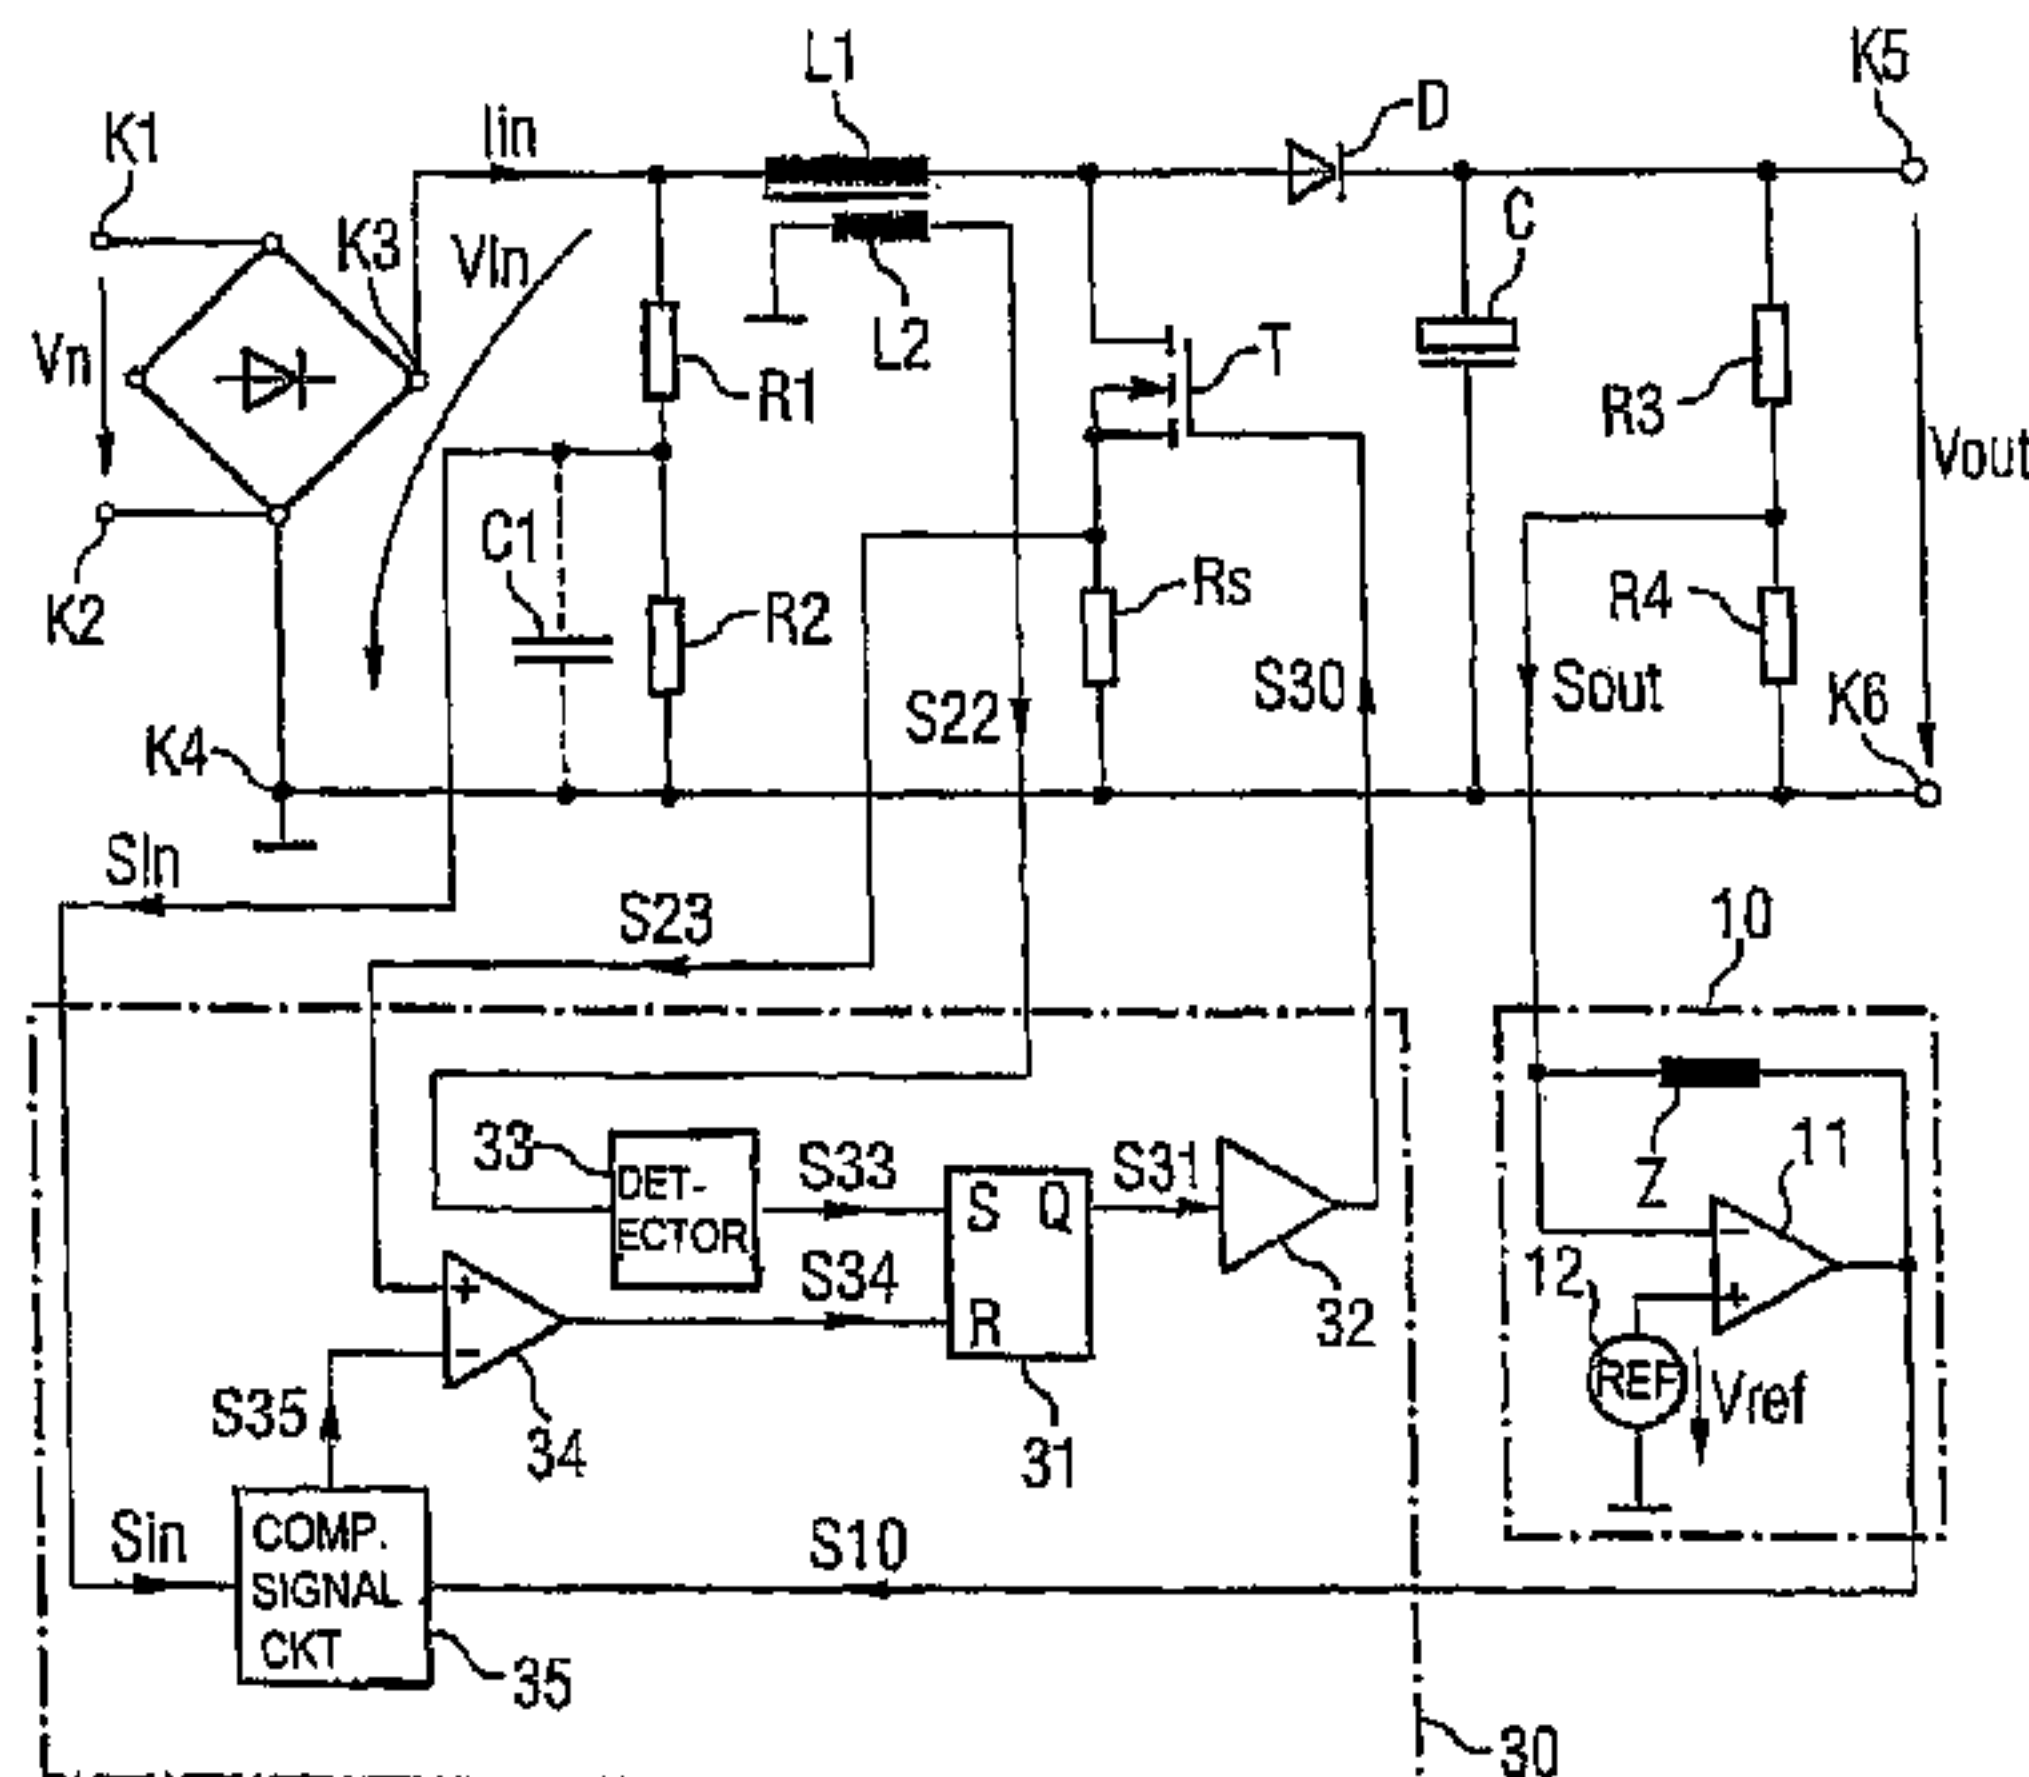 L1
K5
K1
Iin
D
K3
VIn
C
Vn
L2
T
R1
R3
Vout
C1
K2
R2
Rs
R4
S22
S30
Sout
K6
K4
SIn
S23
10
33
DET-
ECTOR
S33
S
Q
S31
Z
11
S34
R
12
+
-
-
+
32
REF
Vref
S35
34
31
COMP.
SIGNAL
CKT
Sin
S10
35
30